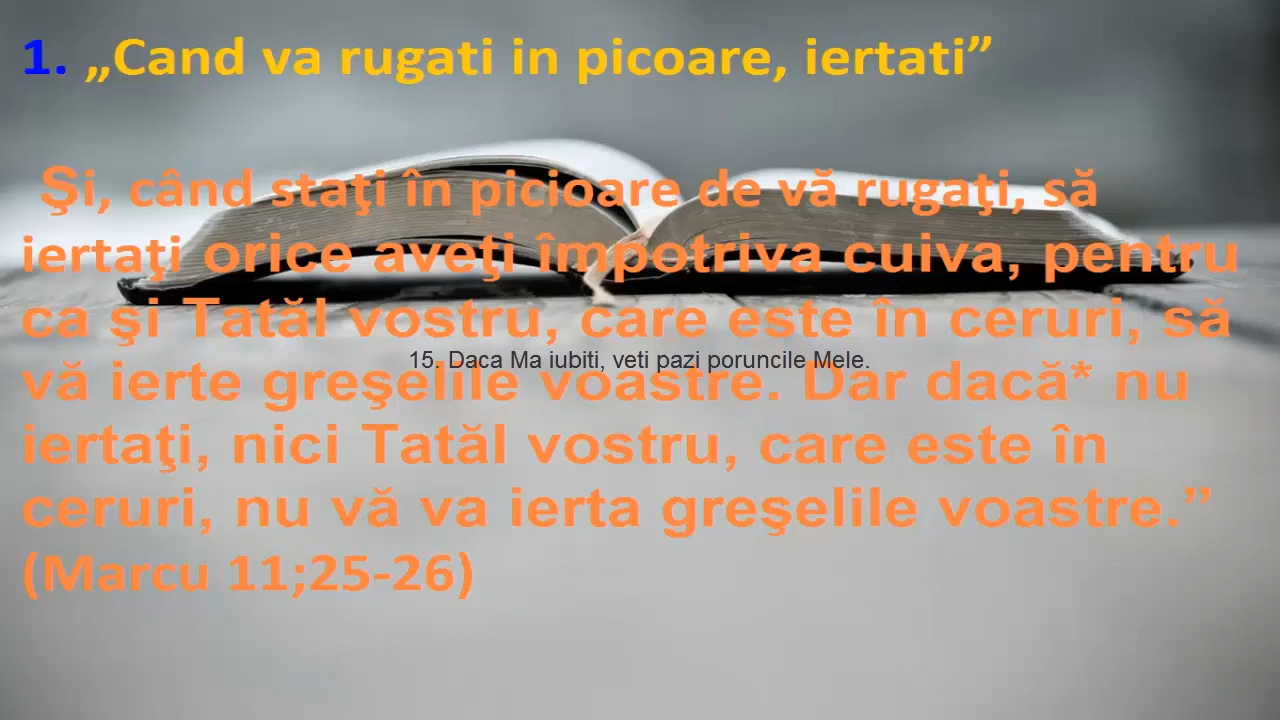 1. „Cand va rugati in picoare, iertati”
Şi, când staţi în picioare de vă rugaţi, să
iertaţi orice aveţi împotriva cuiva, pentru
ca şi Tatăl vostru, care este în ceruri, să
15. Daca Ma iubiti, veti pazi poruncile Mele.
vă ierte greşelile voastre. Dar dacă* nu
iertaţi, nici Tatăl vostru, care este în
ceruri, nu vă va ierta greşelile voastre.”
(Marcu 11;25-26)